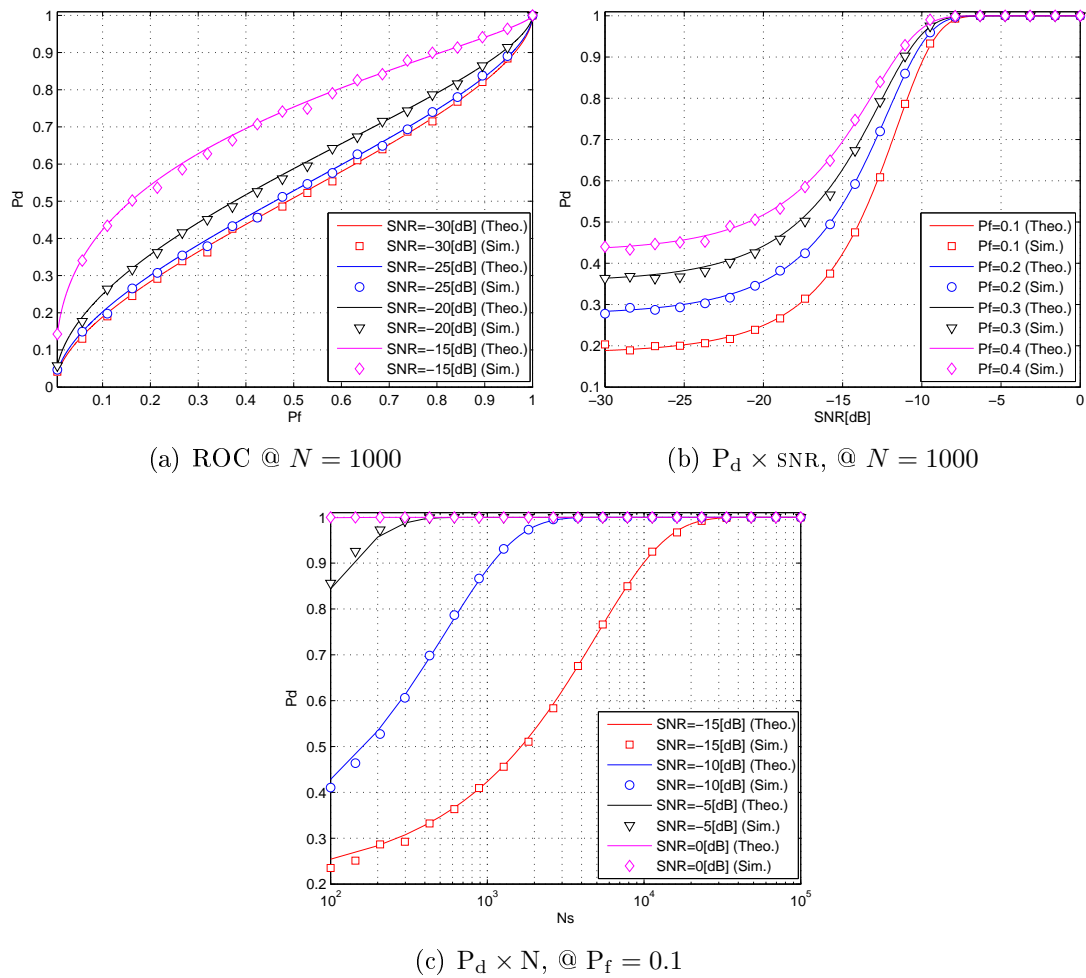 1
0.9
0.8
0.7
0.6
0.5
0.4
0.3
0.2
0.1
0
Pd
0.1 0.2 0.3 0.4 0.5 0.6 0.7 0.8 0.9 1
Pf
SNR=−30[dB] (Theo.)
SNR=−30[dB] (Sim.)
SNR=−25[dB] (Theo.)
SNR=−25[dB] (Sim.)
SNR=−20[dB] (Theo.)
SNR=−20[dB] (Sim.)
SNR=−15[dB] (Theo.)
SNR=−15[dB] (Sim.)
(a) ROC @ N = 1000
1
0.9
0.8
0.7
0.6
0.5
0.4
0.3
0.2
0.1
Pd
−30 −25 −20 −15 −10 −5 0
SNR[dB]
Pf=0.1 (Theo.)
Pf=0.1 (Sim.)
Pf=0.2 (Theo.)
Pf=0.2 (Sim.)
Pf=0.3 (Theo.)
Pf=0.3 (Sim.)
Pf=0.4 (Theo.)
Pf=0.4 (Sim.)
(b) Pd × SNR, @ N = 1000
1
0.9
0.8
0.7
0.6
0.5
0.4
0.3
0.2
Pd
10^2 10^3 10^4 10^5
Ns
SNR=−15[dB] (Theo.)
SNR=−15[dB] (Sim.)
SNR=−10[dB] (Theo.)
SNR=−10[dB] (Sim.)
SNR=−5[dB] (Theo.)
SNR=−5[dB] (Sim.)
SNR=0[dB] (Theo.)
SNR=0[dB] (Sim.)
(c) Pd × N, @ Pf = 0.1